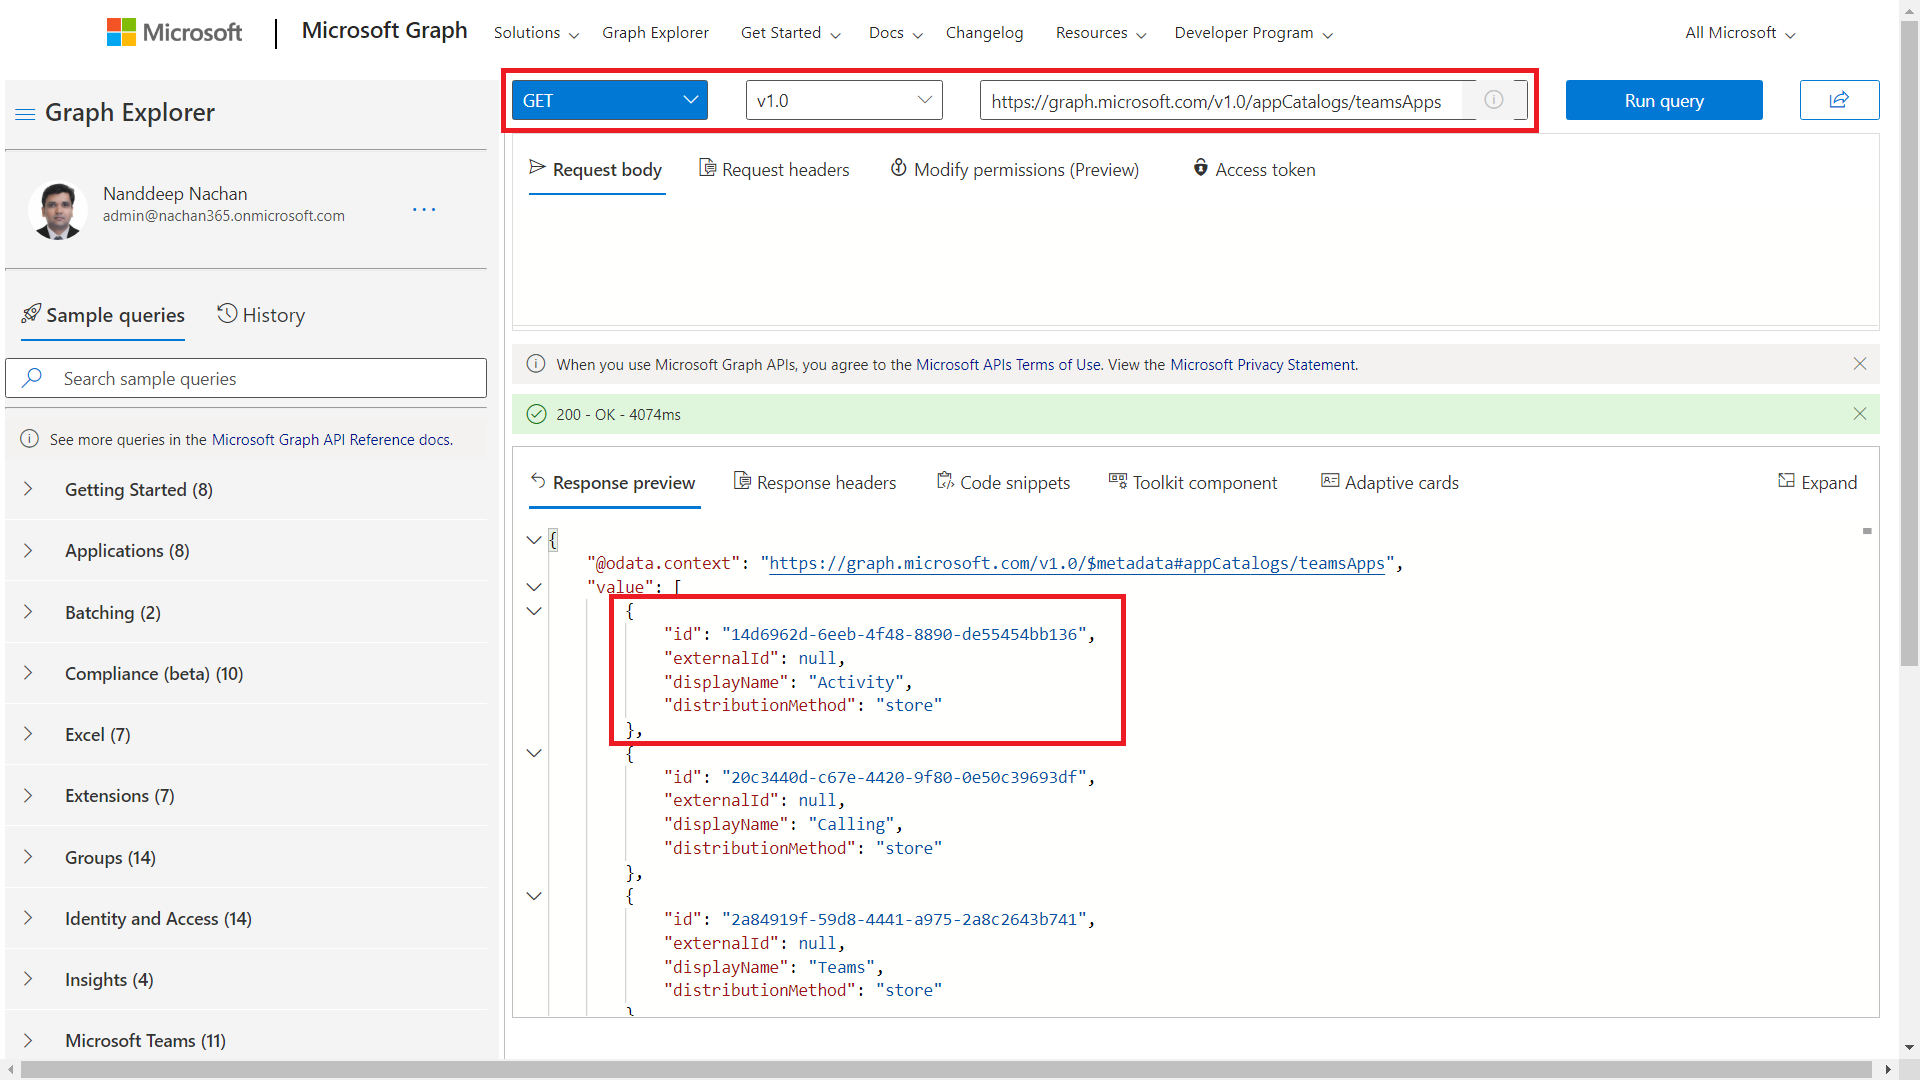 Microsoft
Microsoft Graph
Solutions
Graph Explorer
Get Started
Docs
Changelog
Resources
Developer Program
All Microsoft
Graph Explorer
GET
v1.0
https://graph.microsoft.com/v1.0/appCatalogs/teamsApps
Run query
Nanddeep Nachan
admin@nachan365.onmicrosoft.com
Request body
Request headers
Modify permissions (Preview)
Access token
Sample queries
History
Search sample queries
See more queries in the Microsoft Graph API Reference docs.
Getting Started (8)
Applications (8)
Batching (2)
Compliance (beta) (10)
Excel (7)
Extensions (7)
Groups (14)
Identity and Access (14)
Insights (4)
Microsoft Teams (11)
When you use Microsoft Graph APIs, you agree to the Microsoft APIs Terms of Use. View the Microsoft Privacy Statement.
200 - OK - 4074ms
Response preview
Response headers
Code snippets
Toolkit component
Adaptive cards
Expand
{
"@odata.context": "https://graph.microsoft.com/v1.0/$metadata#appCatalogs/teamsApps",
"value": [
{
"id": "14d6962d-6eeb-4f48-8890-de55454bb136",
"externalId": null,
"displayName": "Activity",
"distributionMethod": "store"
},
{
"id": "20c3440d-c67e-4420-9f80-0e50c39693df",
"externalId": null,
"displayName": "Calling",
"distributionMethod": "store"
},
{
"id": "2a84919f-59d8-4441-a975-2a8c2643b741",
"externalId": null,
"displayName": "Teams",
"distributionMethod": "store"
}